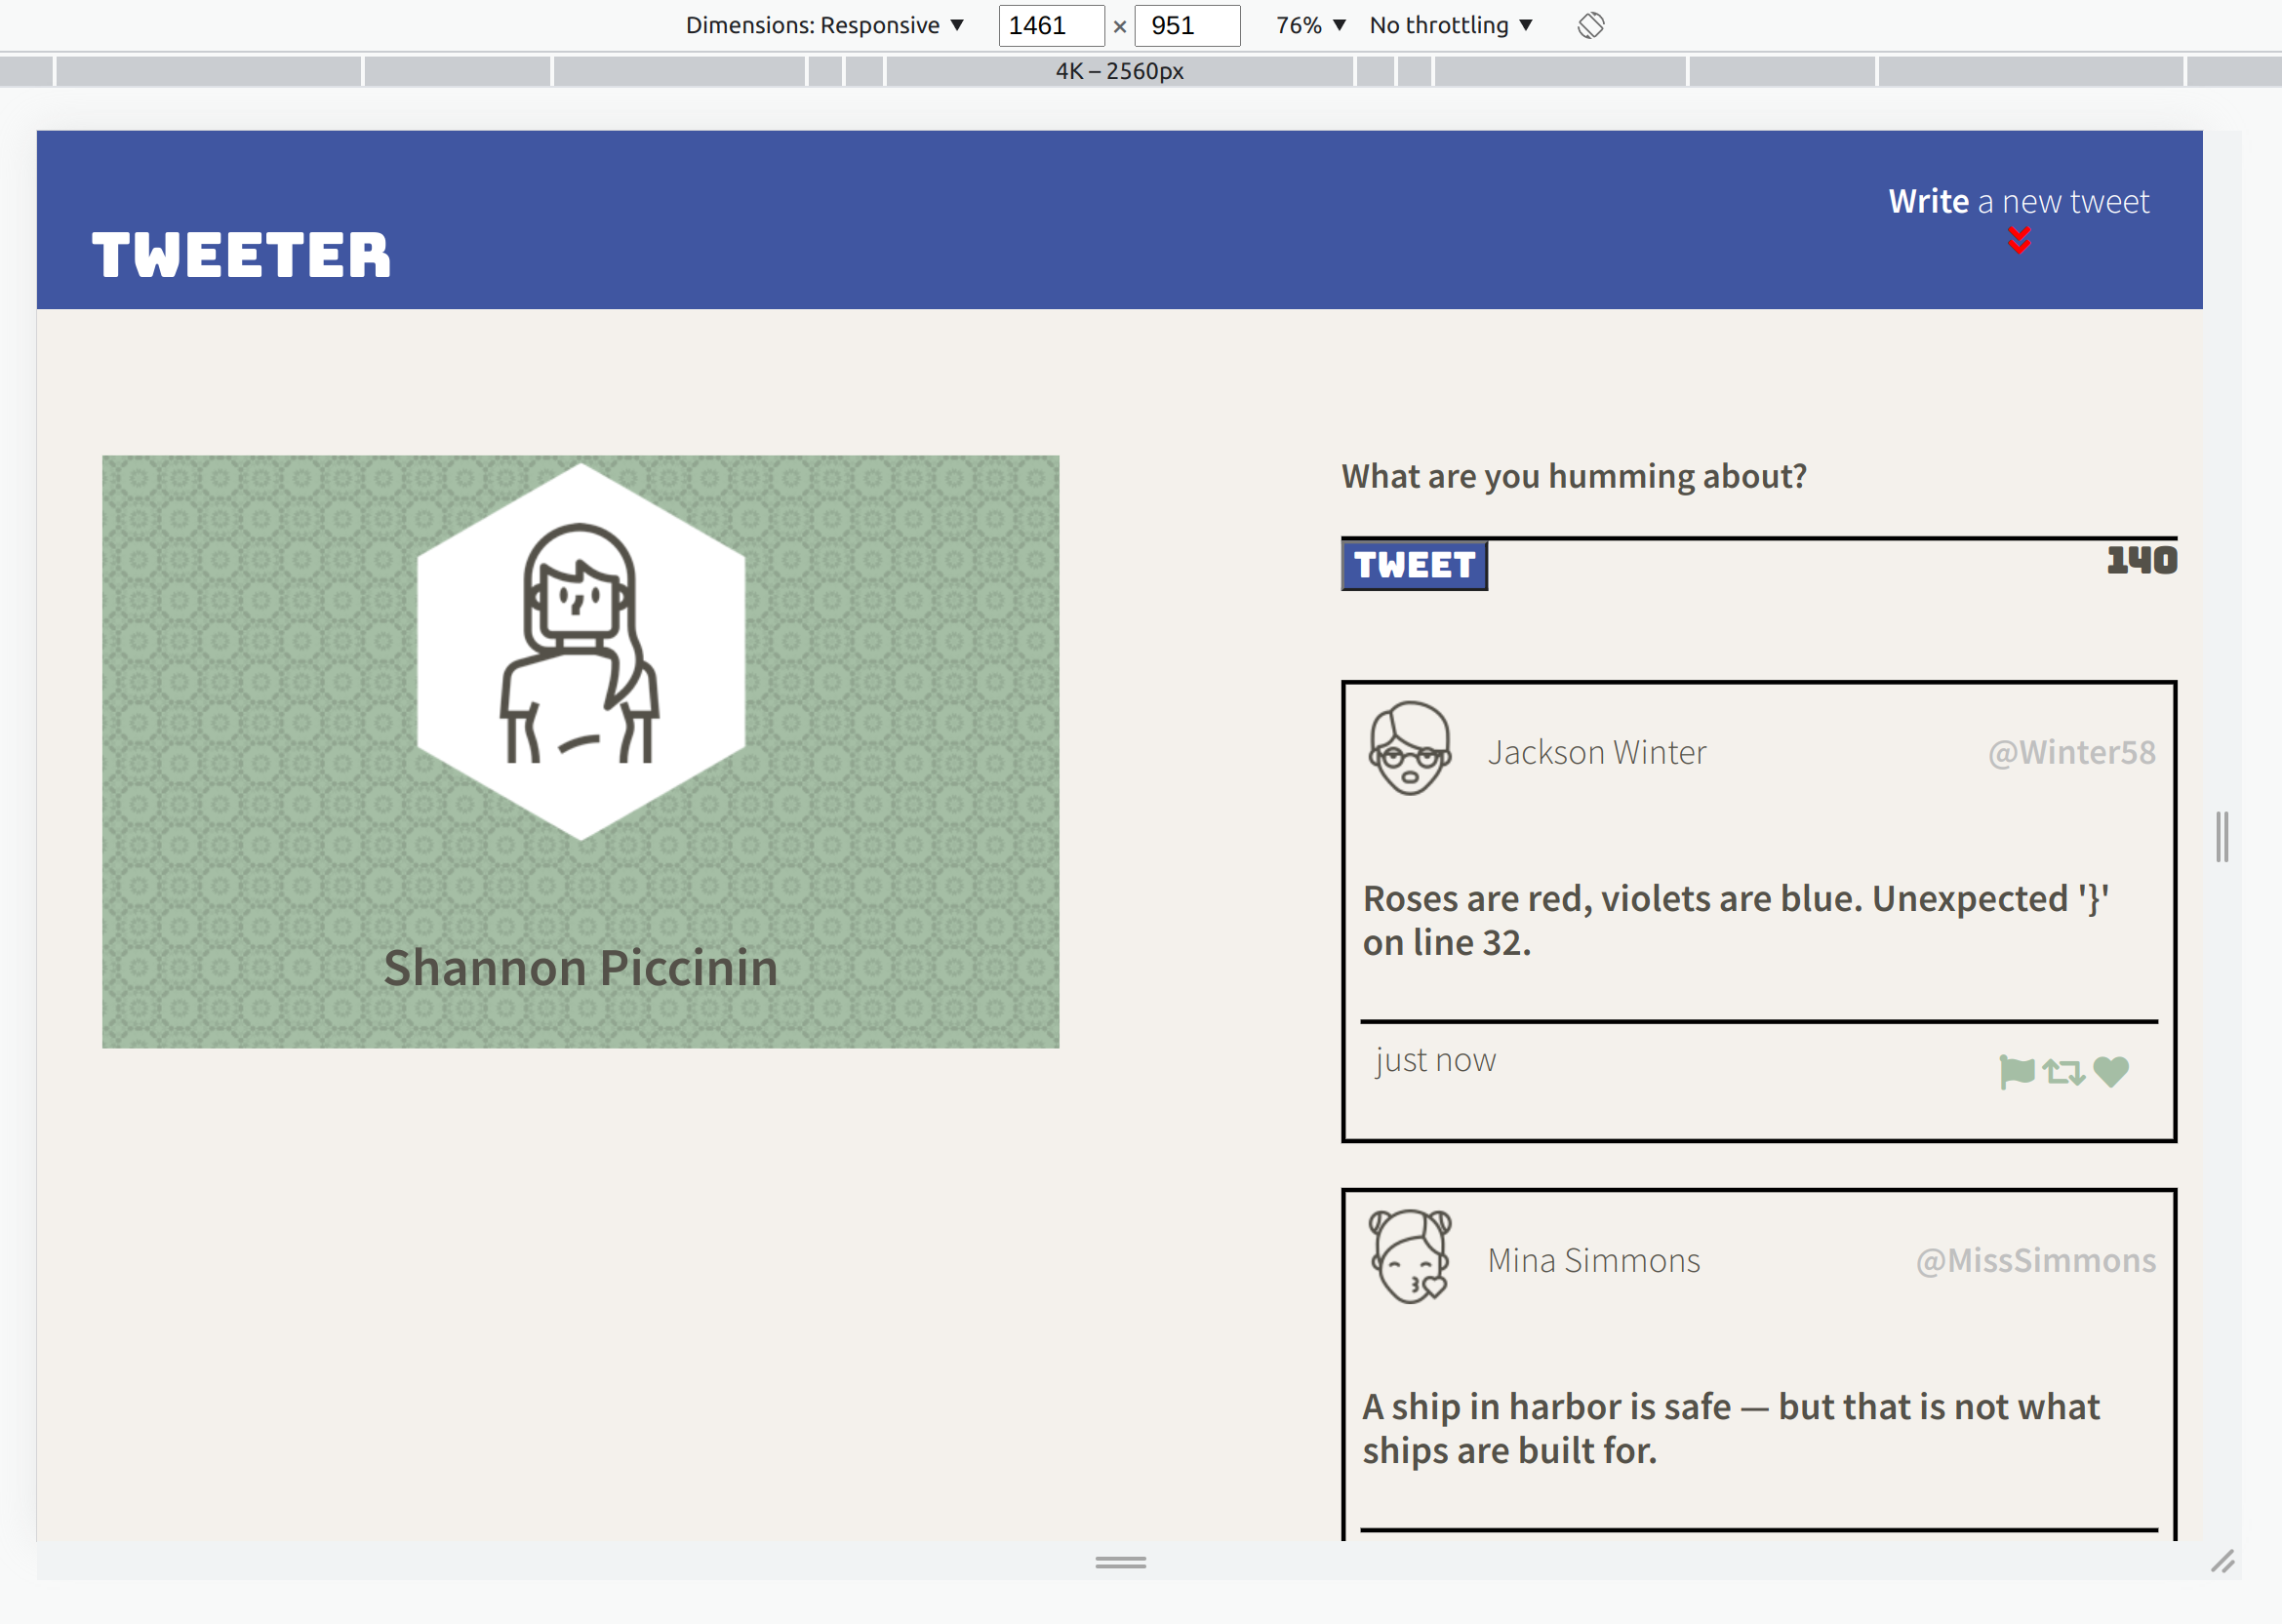 Dimensions: Responsive ▼ 1461 × 951 76% ▼ No throttling ▼
4K – 2560px
Write a new tweet
TWEETER
What are you humming about?
TWEET 140
Shannon Piccinin
Jackson Winter @Winter58
Roses are red, violets are blue. Unexpected '}'
on line 32.
just now
Mina Simmons @MissSimmons
A ship in harbor is safe — but that is not what
ships are built for.